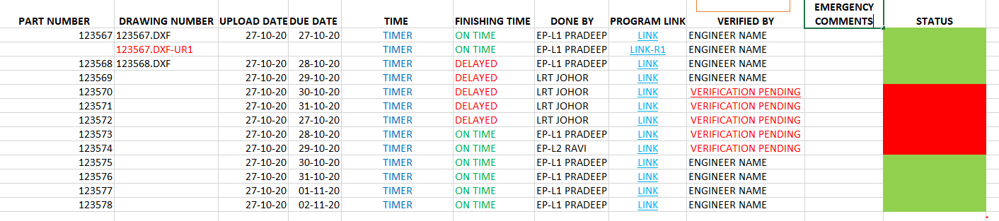 EMERGENCY
PART NUMBER DRAWING NUMBER UPLOAD DATE DUE DATE TIME FINISHING TIME DONE BY PROGRAM LINK VERIFIED BY COMMENTS STATUS
123567 123567.DXF 27-10-20 27-10-20 TIMER ON TIME EP-L1 PRADEEP LINK ENGINEER NAME
123567.DXF-UR1 TIMER ON TIME EP-L1 PRADEEP LINK-R1 ENGINEER NAME
123568 123568.DXF 27-10-20 28-10-20 TIMER DELAYED EP-L1 PRADEEP LINK ENGINEER NAME
123569 27-10-20 29-10-20 TIMER DELAYED LRT JOHOR LINK ENGINEER NAME
123570 27-10-20 30-10-20 TIMER DELAYED LRT JOHOR LINK VERIFICATION PENDING
123571 27-10-20 31-10-20 TIMER DELAYED LRT JOHOR LINK VERIFICATION PENDING
123572 27-10-20 27-10-20 TIMER DELAYED LRT JOHOR LINK VERIFICATION PENDING
123573 27-10-20 28-10-20 TIMER ON TIME EP-L1 PRADEEP LINK VERIFICATION PENDING
123574 27-10-20 29-10-20 TIMER ON TIME EP-L2 RAVI LINK VERIFICATION PENDING
123575 27-10-20 30-10-20 TIMER ON TIME EP-L1 PRADEEP LINK ENGINEER NAME
123576 27-10-20 31-10-20 TIMER ON TIME EP-L1 PRADEEP LINK ENGINEER NAME
123577 27-10-20 01-11-20 TIMER ON TIME EP-L1 PRADEEP LINK ENGINEER NAME
123578 27-10-20 02-11-20 TIMER ON TIME EP-L1 PRADEEP LINK ENGINEER NAME